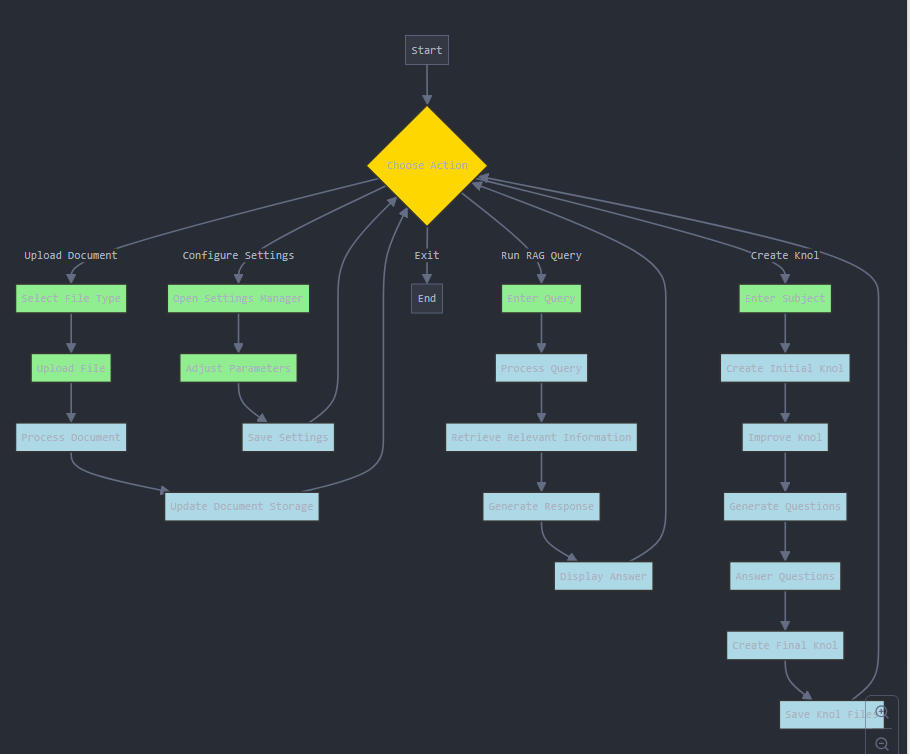 Start
Choose Action
Upload Document
Configure Settings
Exit
Run RAG Query
Create Knol
Select File Type
Open Settings Manager
End
Enter Query
Enter Subject
Upload File
Adjust Parameters
Process Query
Create Initial Knol
Process Document
Save Settings
Retrieve Relevant Information
Improve Knol
Update Document Storage
Generate Response
Generate Questions
Display Answer
Answer Questions
Create Final Knol
Save Knol Files